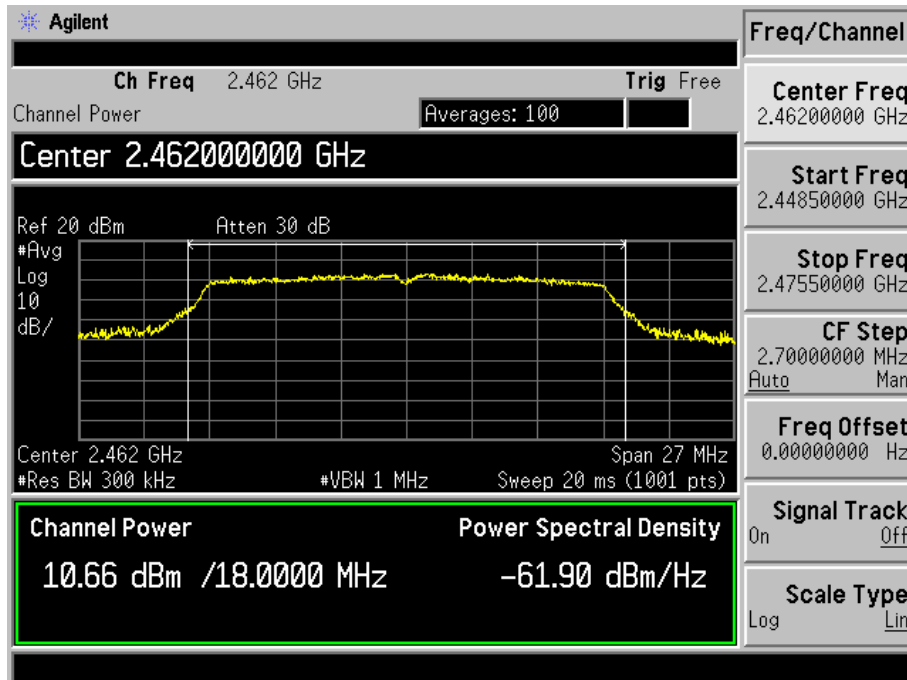 Agilent
Ch Freq 2.462 GHz Trig Free
Channel Power Averages: 100
Center 2.462000000 GHz
Ref 20 dBm Atten 30 dB
#Avg
Log
10
dB/
Center 2.462 GHz Span 27 MHz
#Res BW 300 kHz #VBW 1 MHz Sweep 20 ms (1001 pts)
Channel Power Power Spectral Density
10.66 dBm /18.0000 MHz -61.90 dBm/Hz
Freq/Channel
Center Freq
2.46200000 GHz
Start Freq
2.44850000 GHz
Stop Freq
2.47550000 GHz
CF Step
2.70000000 MHz
Auto Man
Freq Offset
0.00000000 Hz
Signal Track
On Off
Scale Type
Log Lin